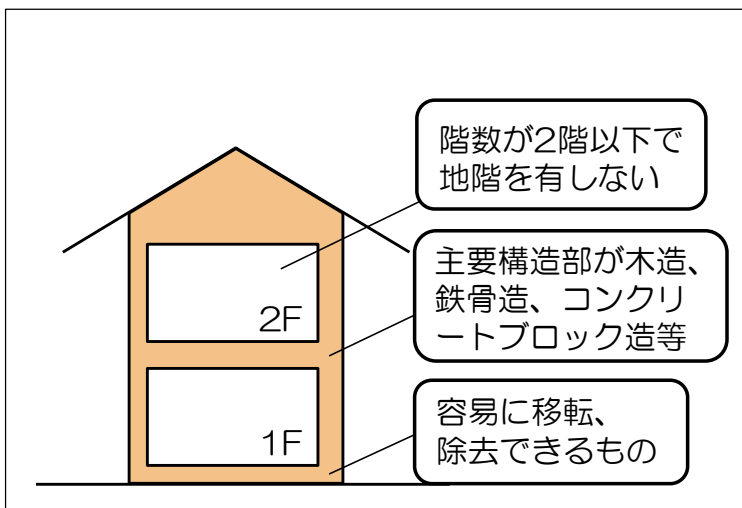 階数が2階以下で
地階を有しない
主要構造部が木造、
鉄骨造、コンクリ
ートブロック造等
2F
容易に移転、
除去できるもの
1F